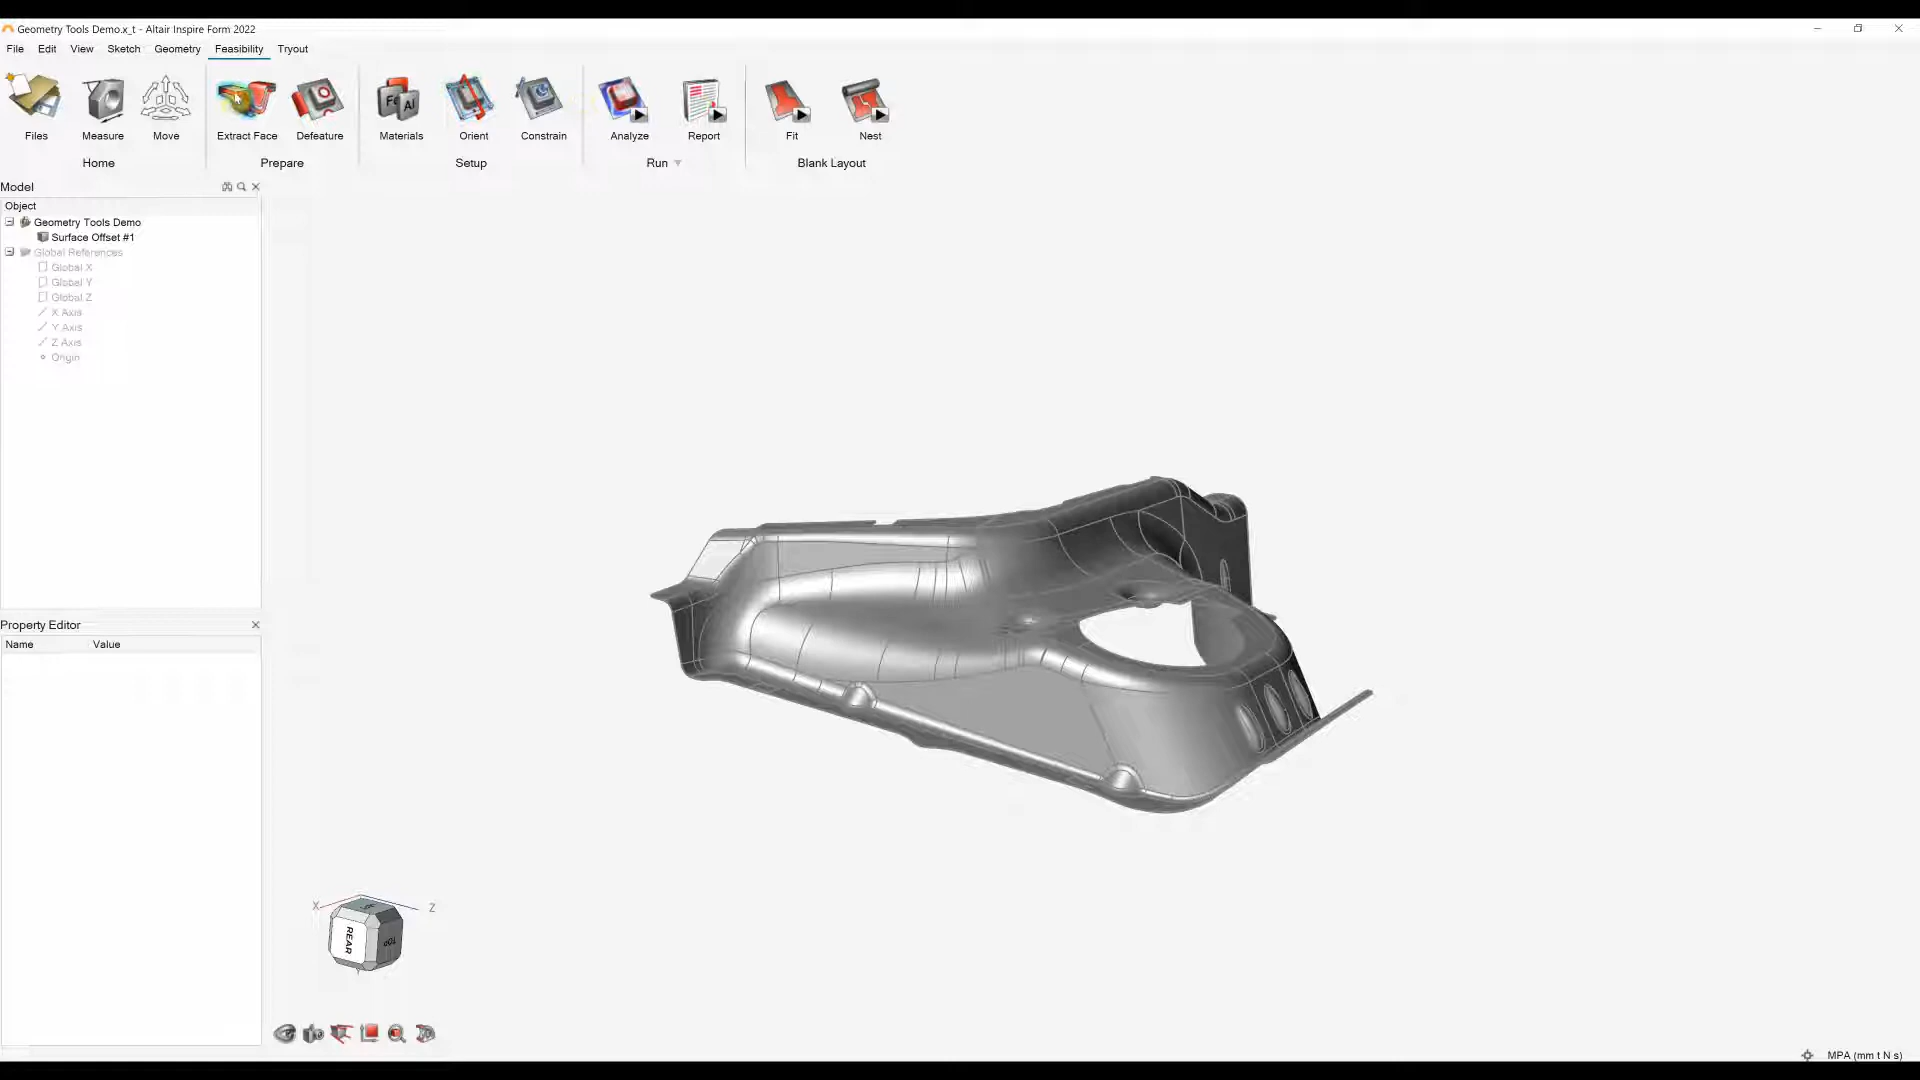 Geometry Tools Demo.x_t - Altair Inspire Form 2022
File Edit View Sketch Geometry Feasibility Tryout
Files Measure Move Extract Face Defeature Materials Orient Constrain Analyze Report Fit Nest
Home Prepare Setup Run Blank Layout
Fe Al
Model
Object
Geometry Tools Demo
Surface Offset #1
Global References
Global X
Global Y
Global Z
X Axis
Y Axis
Z Axis
Origin
Property Editor
Name Value
X Z
REAR TOP
MPA (mm t N s)